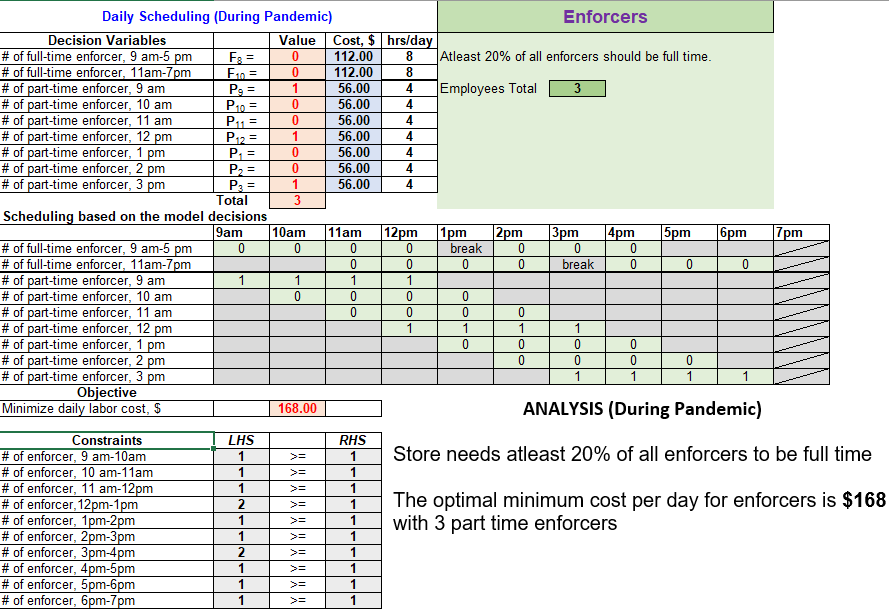 Daily Scheduling (During Pandemic) Enforcers
Decision Variables Value Cost, $ hrs/day
# of full-time enforcer, 9 am-5 pm F8 = 0 112.00 8 Atleast 20% of all enforcers should be full time.
# of full-time enforcer, 11am-7pm F10 = 0 112.00 8
# of part-time enforcer, 9 am P9 = 1 56.00 4 Employees Total 3
# of part-time enforcer, 10 am P10 = 0 56.00 4
# of part-time enforcer, 11 am P11 = 0 56.00 4
# of part-time enforcer, 12 pm P12 = 1 56.00 4
# of part-time enforcer, 1 pm P1 = 0 56.00 4
# of part-time enforcer, 2 pm P2 = 0 56.00 4
# of part-time enforcer, 3 pm P3 = 1 56.00 4
Total 3
Scheduling based on the model decisions
9am 10am 11am 12pm 1pm 2pm 3pm 4pm 5pm 6pm 7pm
# of full-time enforcer, 9 am-5 pm 0 0 0 0 break 0 0 0
# of full-time enforcer, 11am-7pm 0 0 0 0 break 0 0 0
# of part-time enforcer, 9 am 1 1 1 1
# of part-time enforcer, 10 am 0 0 0 0
# of part-time enforcer, 11 am 0 0 0 0
# of part-time enforcer, 12 pm 1 1 1 1
# of part-time enforcer, 1 pm 0 0 0 0
# of part-time enforcer, 2 pm 0 0 0 0
# of part-time enforcer, 3 pm 1 1 1 1
Objective
Minimize daily labor cost, $ 168.00
ANALYSIS (During Pandemic)
Constraints LHS RHS
# of enforcer, 9 am-10am 1 >= 1
# of enforcer, 10 am-11am 1 >= 1
# of enforcer, 11 am-12pm 1 >= 1
# of enforcer,12pm-1pm 2 >= 1
# of enforcer, 1pm-2pm 1 >= 1
# of enforcer, 2pm-3pm 1 >= 1
# of enforcer, 3pm-4pm 2 >= 1
# of enforcer, 4pm-5pm 1 >= 1
# of enforcer, 5pm-6pm 1 >= 1
# of enforcer, 6pm-7pm 1 >= 1
Store needs atleast 20% of all enforcers to be full time
The optimal minimum cost per day for enforcers is $168
with 3 part time enforcers